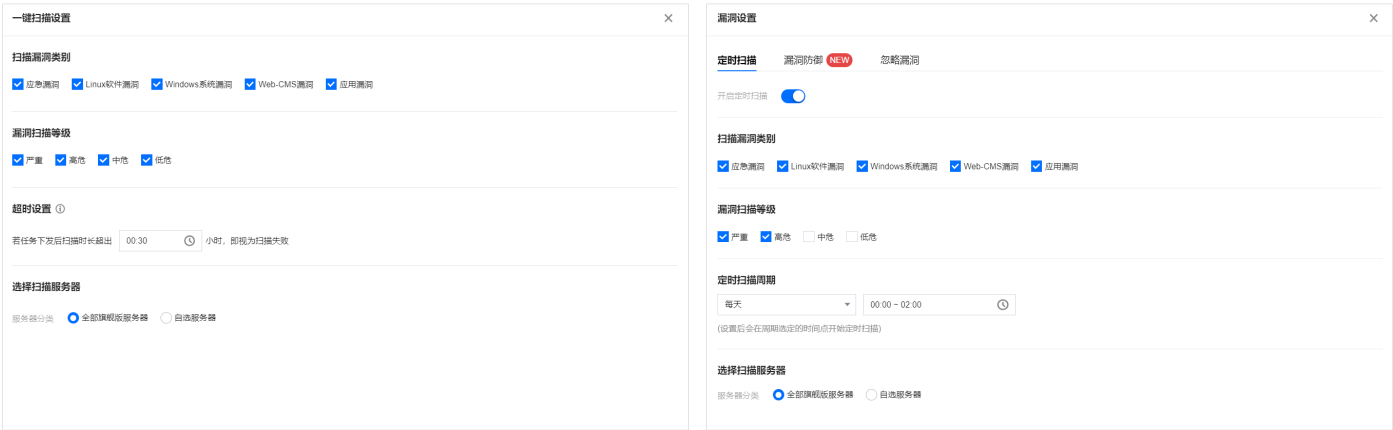 一键扫描设置
扫描漏洞类别
应急漏洞 Linux软件漏洞 Windows系统漏洞 Web-CMS漏洞 应用漏洞
漏洞扫描等级
严重 高危 中危 低危
超时设置
若任务下发后扫描时长超出 00:30 小时，即视为扫描失败
选择扫描服务器
服务器分类 全部旗舰版服务器 自选服务器
漏洞设置
定时扫描 漏洞防御 NEW 忽略漏洞
开启定时扫描
扫描漏洞类别
应急漏洞 Linux软件漏洞 Windows系统漏洞 Web-CMS漏洞 应用漏洞
漏洞扫描等级
严重 高危 中危 低危
定时扫描周期
每天 00:00 ~ 02:00
(设置后会在周期选定的时间点开始定时扫描)
选择扫描服务器
服务器分类 全部旗舰版服务器 自选服务器